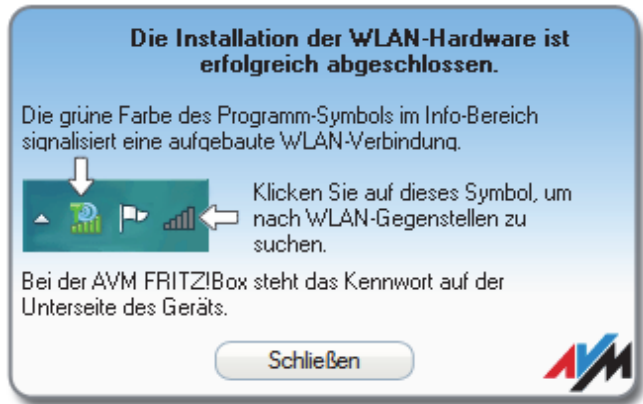 Die Installation der WLAN-Hardware ist
erfolgreich abgeschlossen.
Die grüne Farbe des Programm-Symbols im Info-Bereich
signalisiert eine aufgebaute WLAN-Verbindung.
Klicken Sie auf dieses Symbol, um
nach WLAN-Gegenstellen zu
suchen.
Bei der AVM FRITZ!Box steht das Kennwort auf der
Unterseite des Geräts.
Schließen
AVM